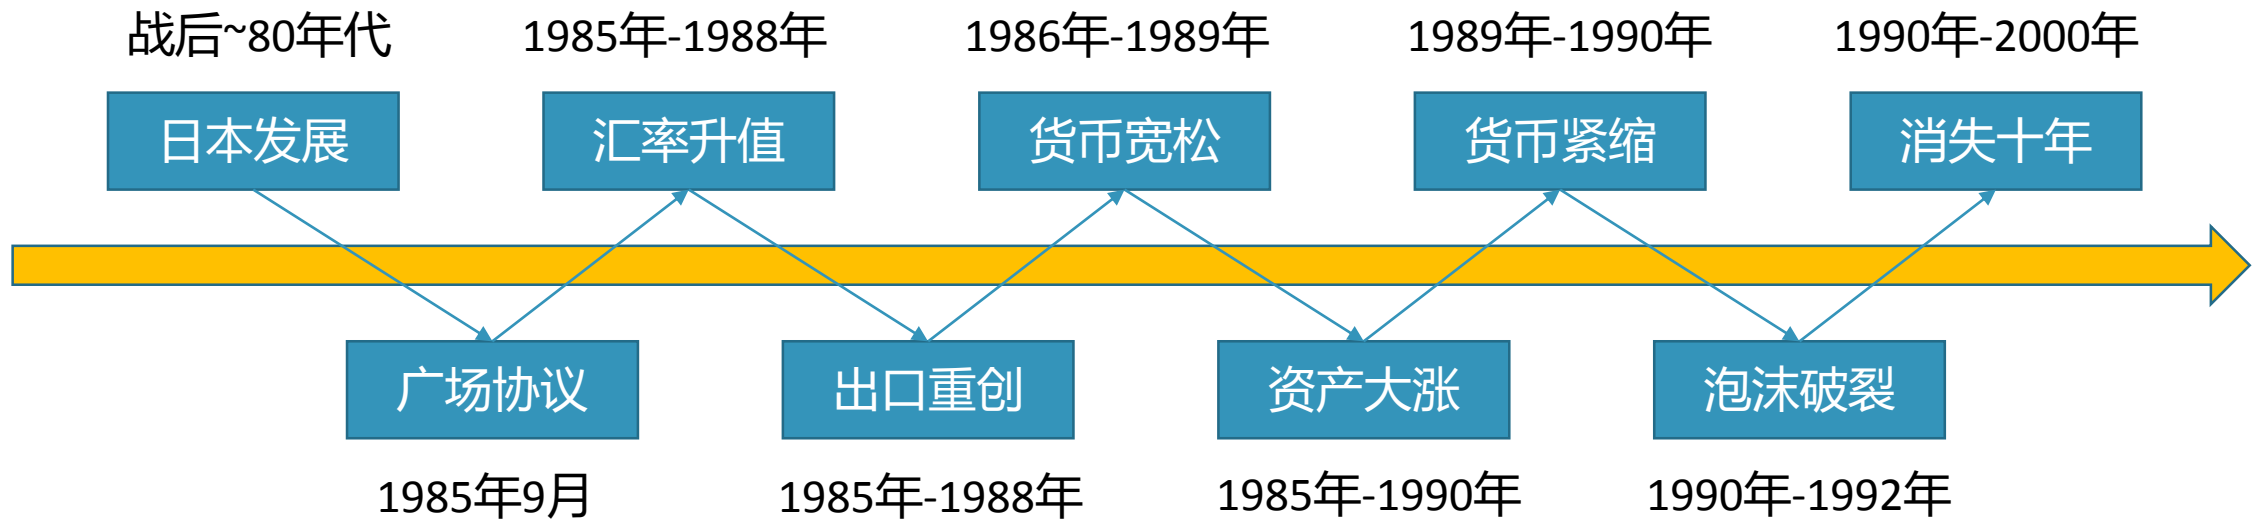 战后~80年代
1985年-1988年
1986年-1989年
1989年-1990年
1990年-2000年
日本发展
汇率升值
货币宽松
货币紧缩
消失十年
广场协议
出口重创
资产大涨
泡沫破裂
1985年9月
1985年-1988年
1985年-1990年
1990年-1992年